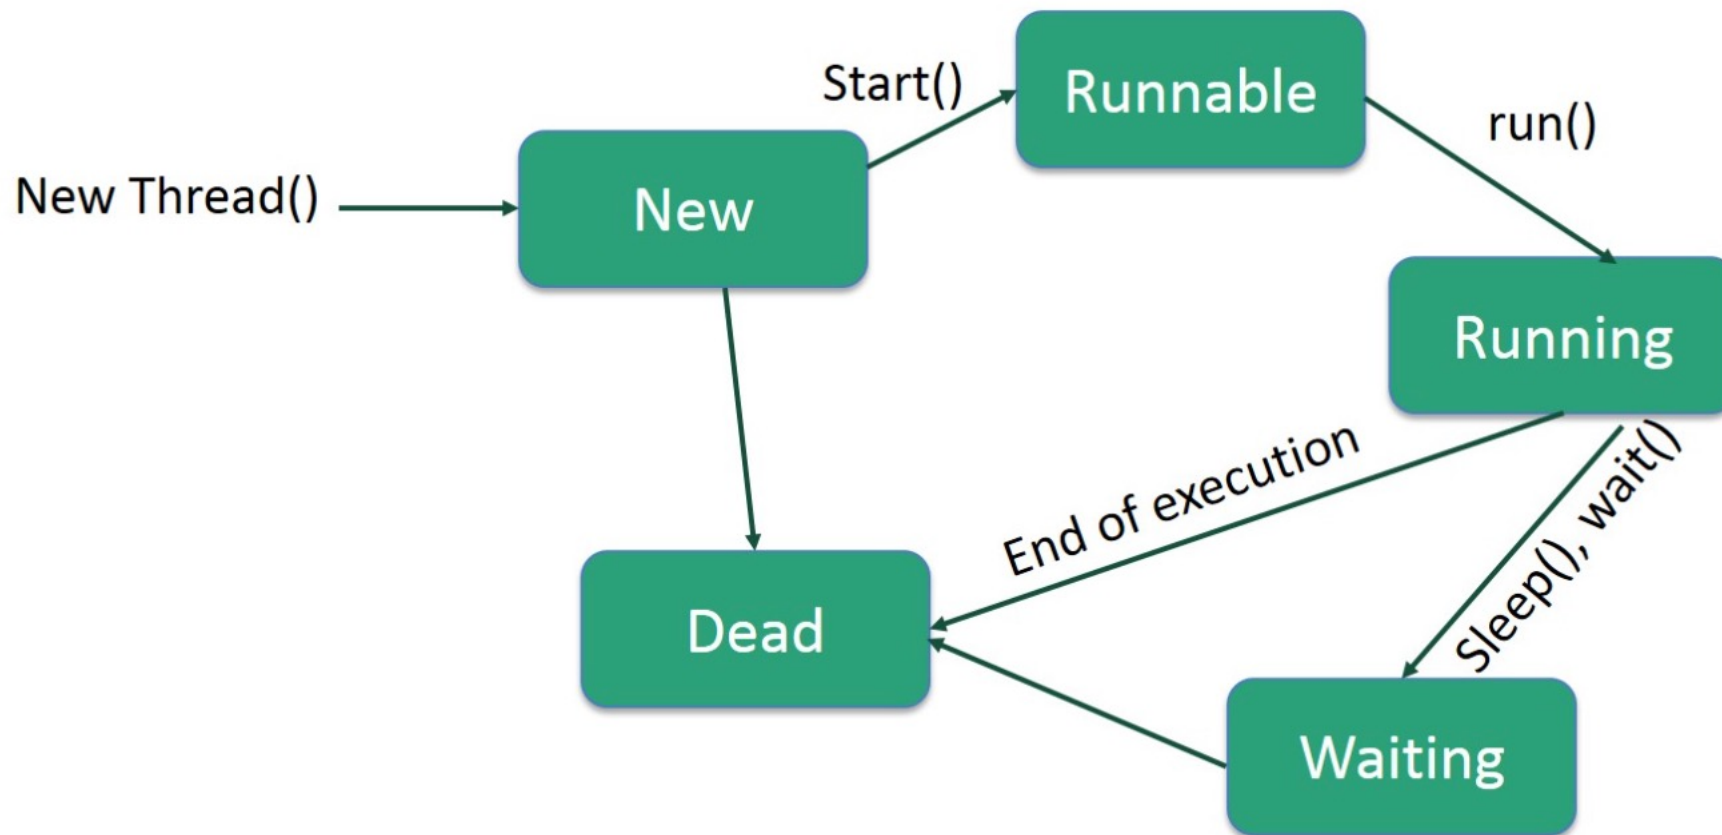 Start()
Runnable
run()
New Thread()
New
Running
End of execution
Sleep(), wait()
Dead
Waiting